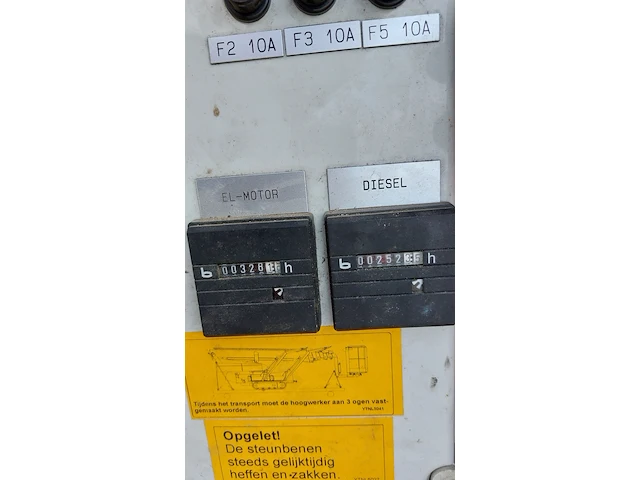 F2 10A F3 10A F5 10A
EL-MOTOR DIESEL
h h
Tijdens het transport moet de hoogwerker aan 3 ogen vast-
gemaakt worden.
Opgelet!
De steunbenen
steeds gelijktijdig
heffen en zakken.